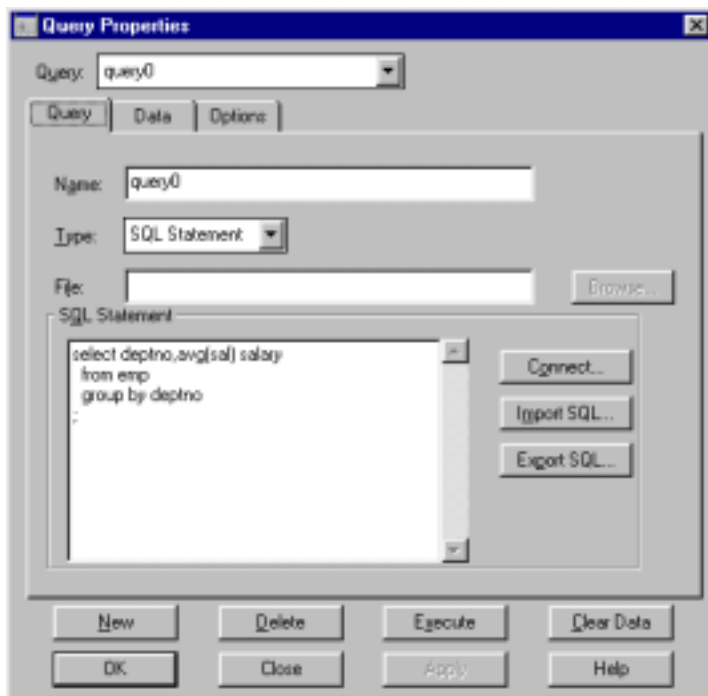 Query Properties
Query: query0
Query Data Options
Name: query0
Type: SQL Statement
File: Browse...
SQL Statement
select deptno,avg(sal) salary
from emp
group by deptno
;
Connect...
Import SQL...
Export SQL...
New Delete Execute Clear Data
OK Close Apply Help